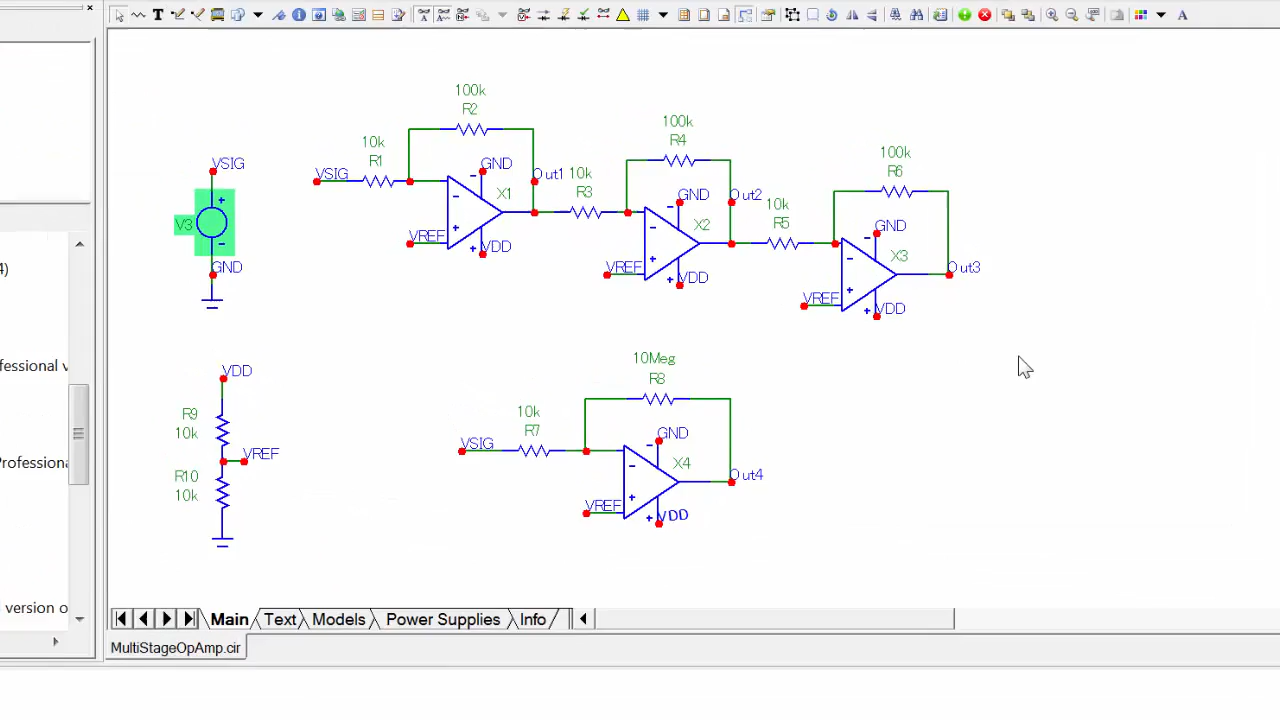 100k
R2
10k
R1
VSIG
GND
Out1
X1
VREF
VDD
100k
R4
10k
R3
GND
Out2
X2
VREF
VDD
100k
R6
10k
R5
GND
X3
Out3
VREF
VDD
VSIG
V3
GND
4)
VDD
R9
10k
VREF
R10
10k
10Meg
R8
10k
R7
VSIG
GND
X4
Out4
VREF
VDD
fessional v
Professiona
version o
Main Text Models Power Supplies Info
MultiStageOpAmp.cir